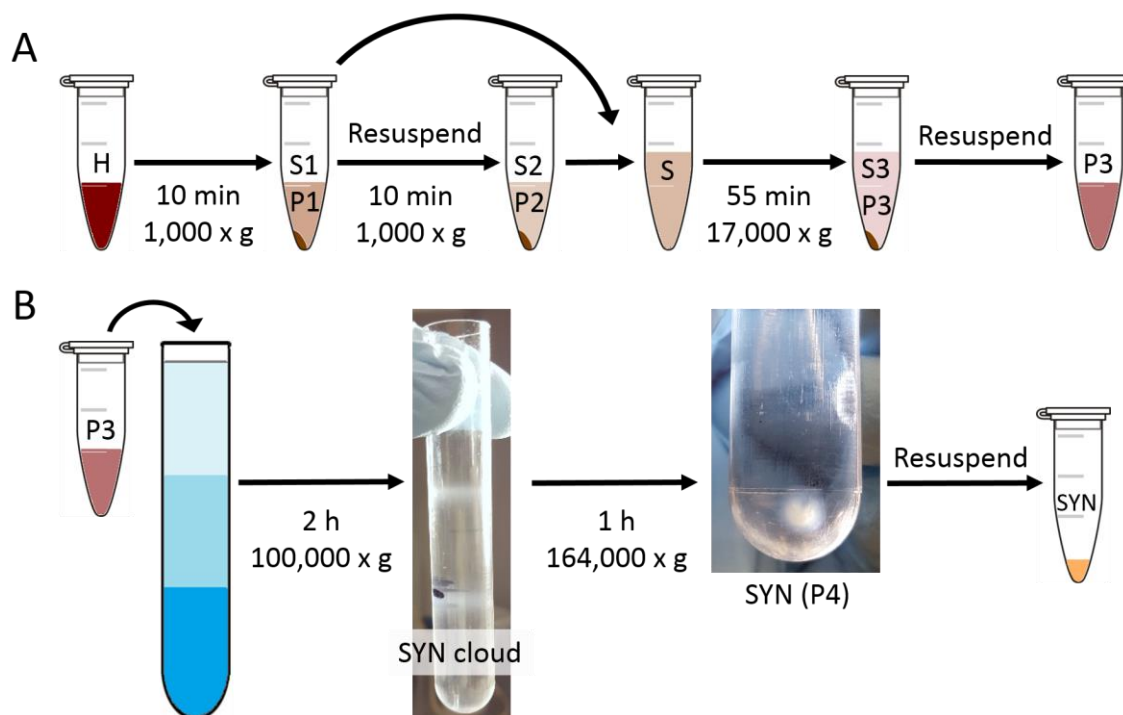 A
H
10 min
1,000 x g
S1
P1
Resuspend
10 min
1,000 x g
S2
P2
S
55 min
17,000 x g
S3
P3
Resuspend
P3
B
P3
2 h
100,000 x g
SYN cloud
1 h
164,000 x g
SYN (P4)
Resuspend
SYN